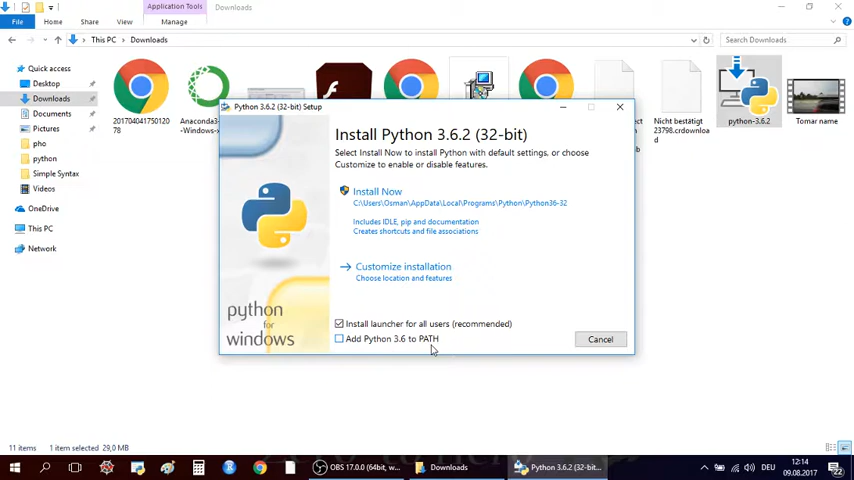 Application Tools
Downloads
File
Home
Share
View
Manage
This PC
Downloads
Search Downloads
Quick access
Desktop
Downloads
Documents
Pictures
pho
python
Simple Syntax
Videos
OneDrive
This PC
Network
201704041750120
78
Anaconda3-
Windows-x
Nicht bestätigt
23798.crdownloa
d
python-3.6.2
Tomar name
Python 3.6.2 (32-bit) Setup
Install Python 3.6.2 (32-bit)
Select Install Now to install Python with default settings, or choose
Customize to enable or disable features.
Install Now
C:\Users\Osman\AppData\Local\Programs\Python\Python36-32
Includes IDLE, pip and documentation
Creates shortcuts and file associations
Customize installation
Choose location and features
python
for
windows
Install launcher for all users (recommended)
Add Python 3.6 to PATH
Cancel
11 items
1 item selected 29,0 MB
OBS 17.0.0 (64bit, w...
Downloads
Python 3.6.2 (32-bit...
DEU
12:14
09.08.2017
22